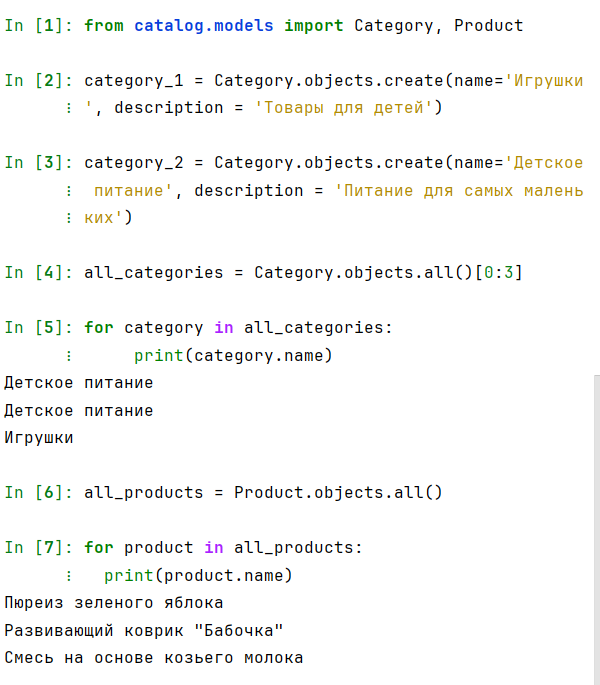 In [1]: from catalog.models import Category, Product
In [2]: category_1 = Category.objects.create(name='Игрушки
⋮ ', description = 'Товары для детей')
In [3]: category_2 = Category.objects.create(name='Детское
⋮ питание', description = 'Питание для самых малень
⋮ ких')
In [4]: all_categories = Category.objects.all()[0:3]
In [5]: for category in all_categories:
⋮ print(category.name)
Детское питание
Детское питание
Игрушки
In [6]: all_products = Product.objects.all()
In [7]: for product in all_products:
⋮ print(product.name)
Пюреиз зеленого яблока
Развивающий коврик "Бабочка"
Смесь на основе козьего молока